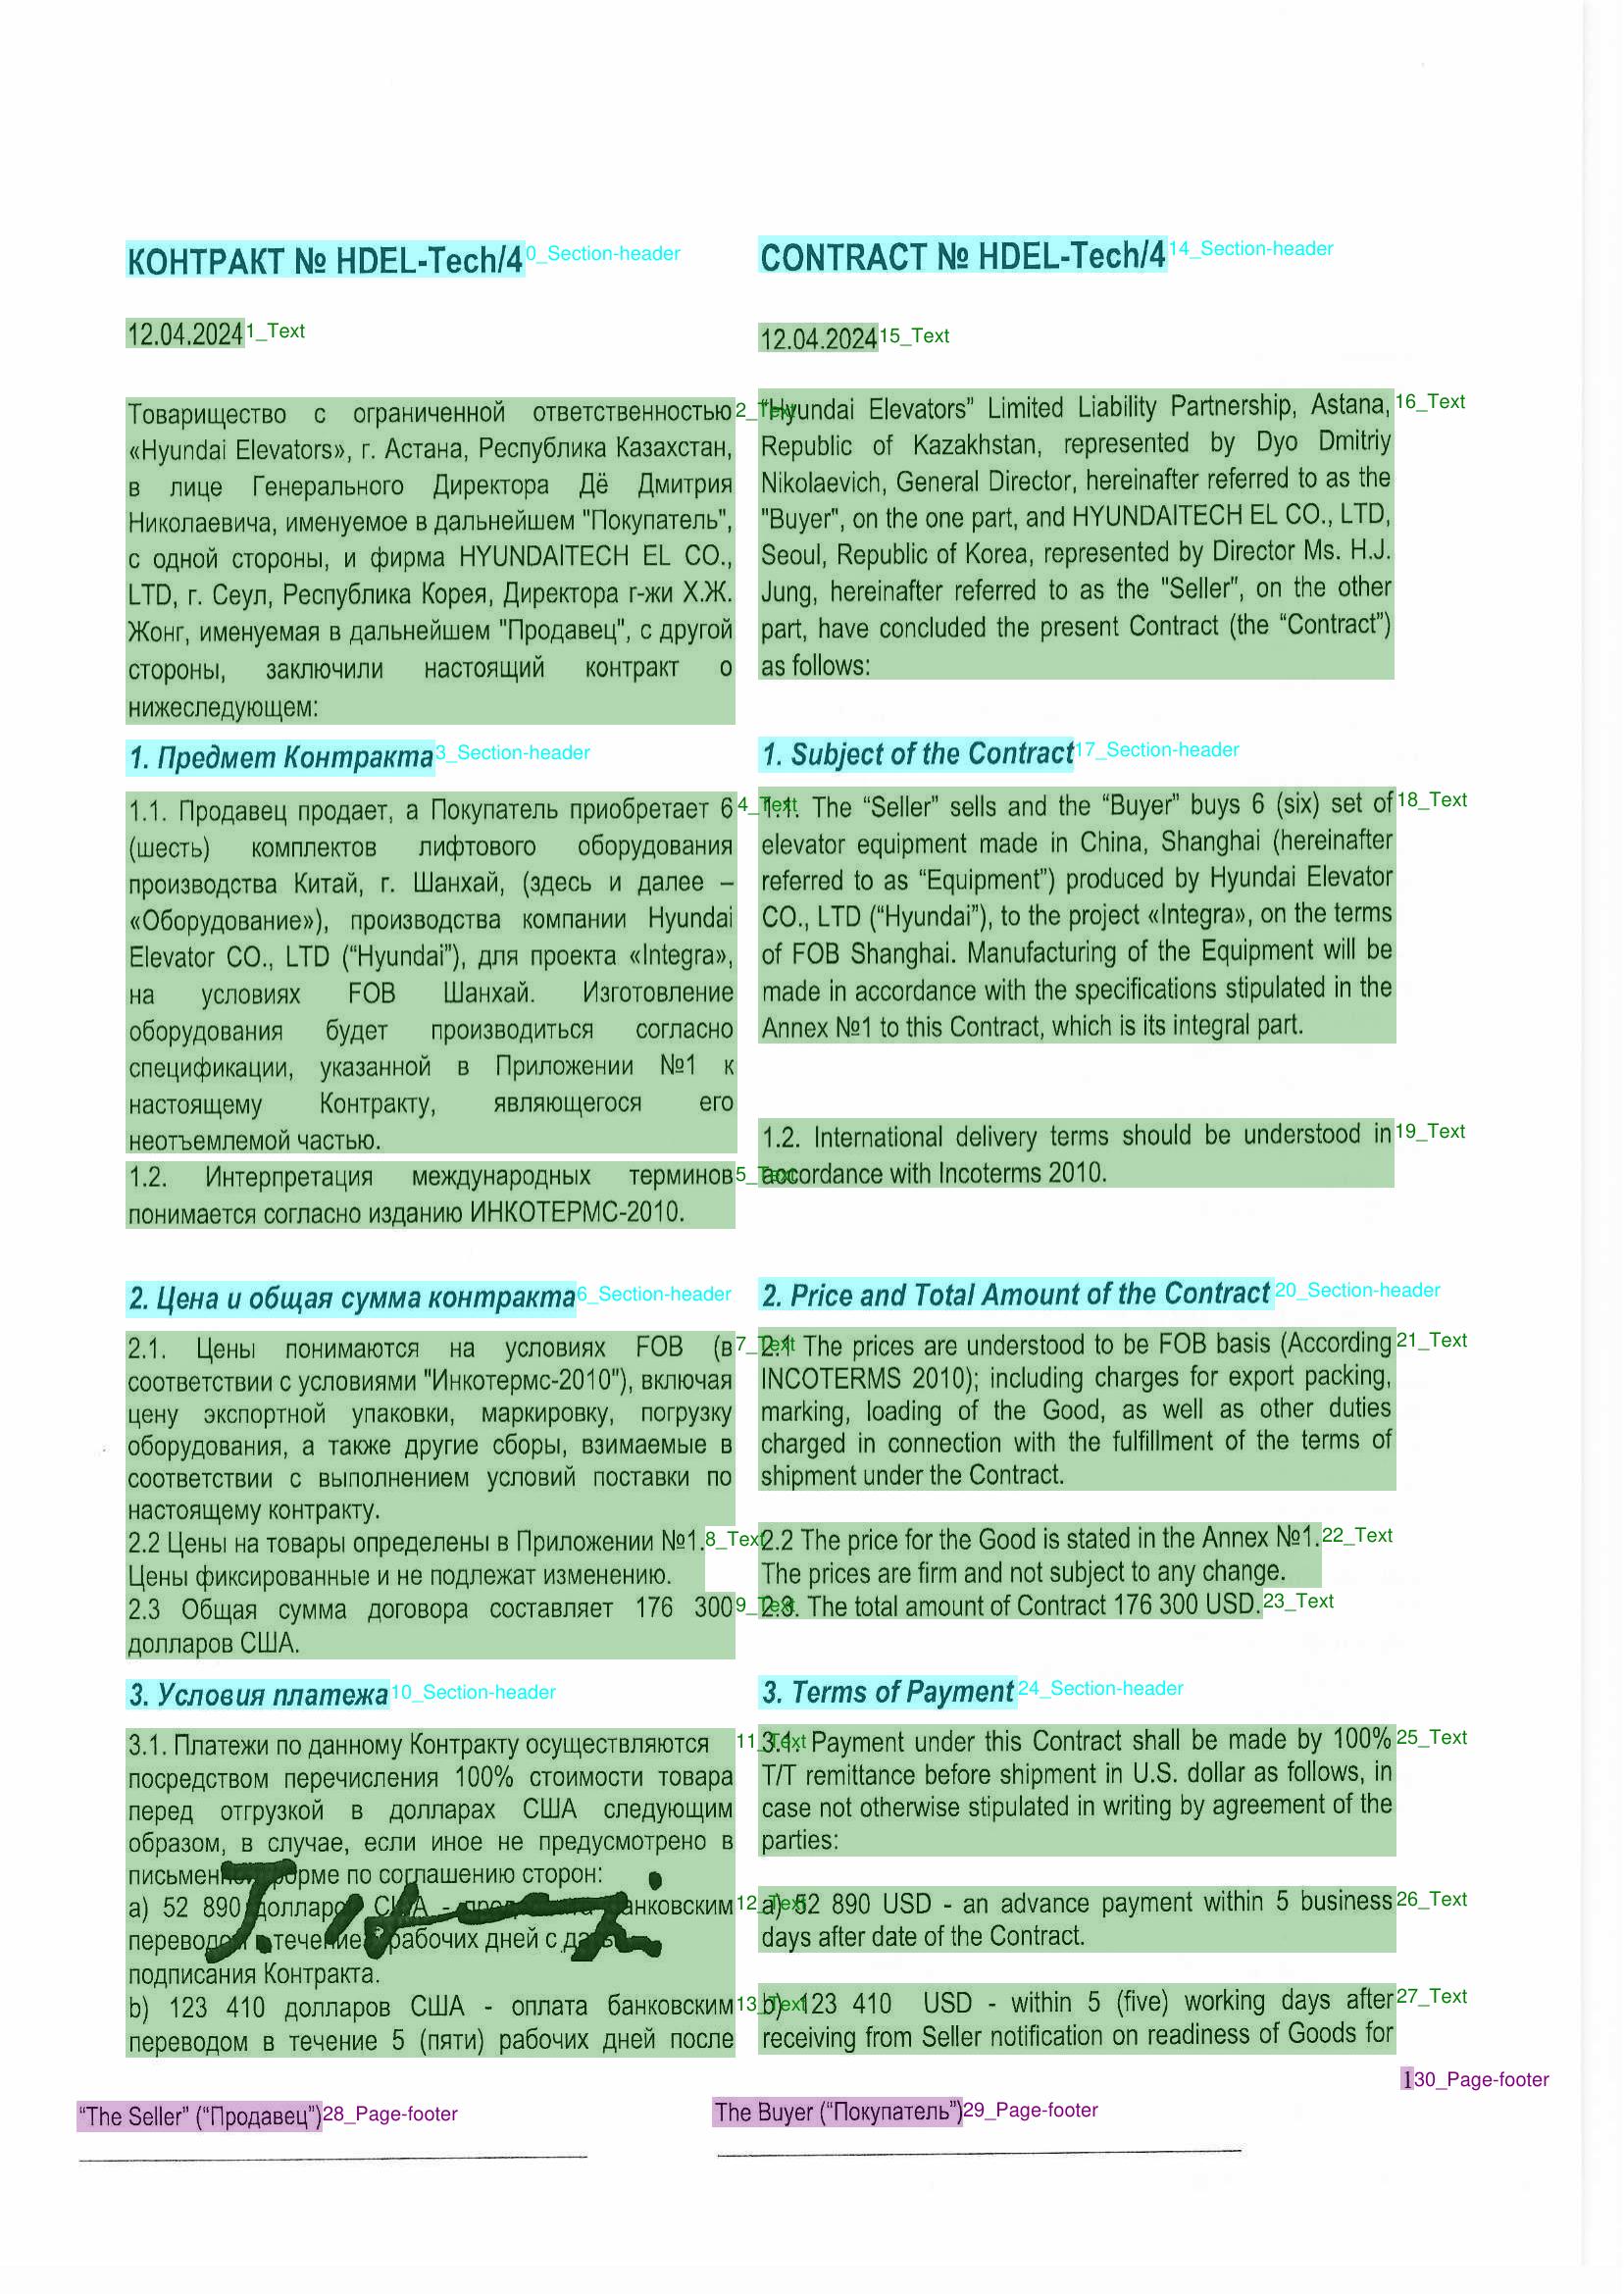 КОНТРАКТ № HDEL-Tech/4 0_Section-header
12.04.2024 1_Text
Товарищество с ограниченной ответственностью 2_Text
«Hyundai Elevators», г. Астана, Республика Казахстан,
в лице Генерального Директора Дё Дмитрия
Николаевича, именуемое в дальнейшем "Покупатель",
с одной стороны, и фирма HYUNDAITECH EL CO.,
LTD, г. Сеул, Республика Корея, Директора г-жи Х.Ж.
Жонг, именуемая в дальнейшем "Продавец", с другой
стороны, заключили настоящий контракт о
нижеследующем:
1. Предмет Контракта 3_Section-header
1.1. Продавец продает, а Покупатель приобретает 6 4_Text
(шесть) комплектов лифтового оборудования
производства Китай, г. Шанхай, (здесь и далее –
«Оборудование»), производства компании Hyundai
Elevator CO., LTD (“Hyundai”), для проекта «Integra»,
на условиях FOB Шанхай. Изготовление
оборудования будет производиться согласно
спецификации, указанной в Приложении №1 к
настоящему Контракту, являющегося его
неотъемлемой частью.
1.2. Интерпретация международных терминов 5_Text
понимается согласно изданию ИНКОТЕРМС-2010.
2. Цена и общая сумма контракта 6_Section-header
2.1. Цены понимаются на условиях FOB (в 7_Text
соответствии с условиями "Инкотермс-2010"), включая
цену экспортной упаковки, маркировку, погрузку
оборудования, а также другие сборы, взимаемые в
соответствии с выполнением условий поставки по
настоящему контракту.
2.2 Цены на товары определены в Приложении №1. 8_Text
Цены фиксированные и не подлежат изменению.
2.3 Общая сумма договора составляет 176 300 9_Text
долларов США.
3. Условия платежа 10_Section-header
3.1. Платежи по данному Контракту осуществляются 11_Text
посредством перечисления 100% стоимости товара
перед отгрузкой в долларах США следующим
образом, в случае, если иное не предусмотрено в
по соглашению сторон:
a) 52 890 США - банковским 12_Text
течение рабочих дней с
подписания Контракта.
b) 123 410 долларов США - оплата банковским 13_Text
переводом в течение 5 (пяти) рабочих дней после
CONTRACT № HDEL-Tech/4 14_Section-header
12.04.2024 15_Text
“Hyundai Elevators” Limited Liability Partnership, Astana, 16_Text
Republic of Kazakhstan, represented by Dyo Dmitriy
Nikolaevich, General Director, hereinafter referred to as the
"Buyer", on the one part, and HYUNDAITECH EL CO., LTD,
Seoul, Republic of Korea, represented by Director Ms. H.J.
Jung, hereinafter referred to as the "Seller", on the other
part, have concluded the present Contract (the “Contract”)
as follows:
1. Subject of the Contract 17_Section-header
1.1. The “Seller” sells and the “Buyer” buys 6 (six) set of 18_Text
elevator equipment made in China, Shanghai (hereinafter
referred to as “Equipment”) produced by Hyundai Elevator
CO., LTD (“Hyundai”), to the project «Integra», on the terms
of FOB Shanghai. Manufacturing of the Equipment will be
made in accordance with the specifications stipulated in the
Annex №1 to this Contract, which is its integral part.
1.2. International delivery terms should be understood in 19_Text
accordance with Incoterms 2010.
2. Price and Total Amount of the Contract 20_Section-header
2.1 The prices are understood to be FOB basis (According 21_Text
INCOTERMS 2010); including charges for export packing,
marking, loading of the Good, as well as other duties
charged in connection with the fulfillment of the terms of
shipment under the Contract.
2.2 The price for the Good is stated in the Annex №1. 22_Text
The prices are firm and not subject to any change.
2.3. The total amount of Contract 176 300 USD. 23_Text
3. Terms of Payment 24_Section-header
3.1. Payment under this Contract shall be made by 100% 25_Text
T/T remittance before shipment in U.S. dollar as follows, in
case not otherwise stipulated in writing by agreement of the
parties:
a) 52 890 USD - an advance payment within 5 business 26_Text
days after date of the Contract.
b) 123 410 USD - within 5 (five) working days after 27_Text
receiving from Seller notification on readiness of Goods for
“The Seller” (“Продавец”) 28_Page-footer
The Buyer (“Покупатель”) 29_Page-footer
1 30_Page-footer